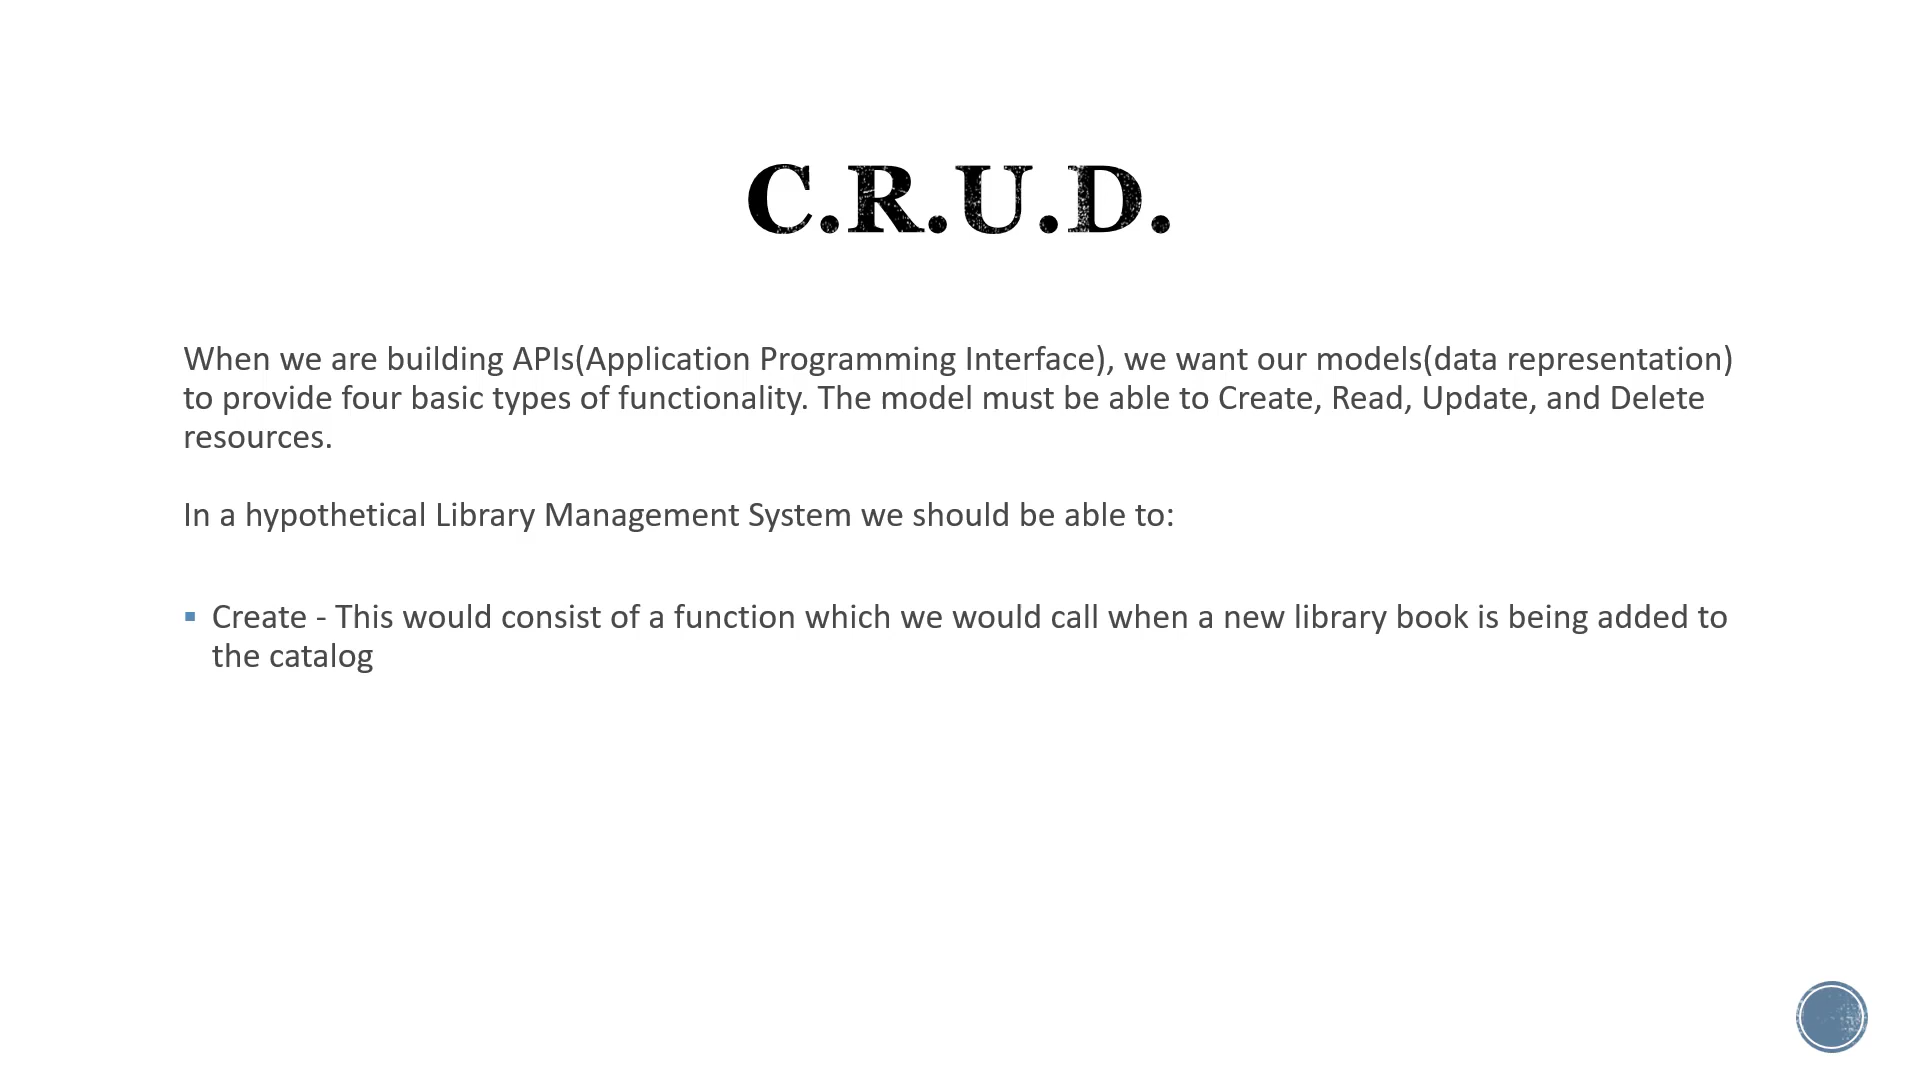 C.R.U.D.
When we are building APIs(Application Programming Interface), we want our models(data representation)
to provide four basic types of functionality. The model must be able to Create, Read, Update, and Delete
resources.
In a hypothetical Library Management System we should be able to:
▪ Create - This would consist of a function which we would call when a new library book is being added to
the catalog